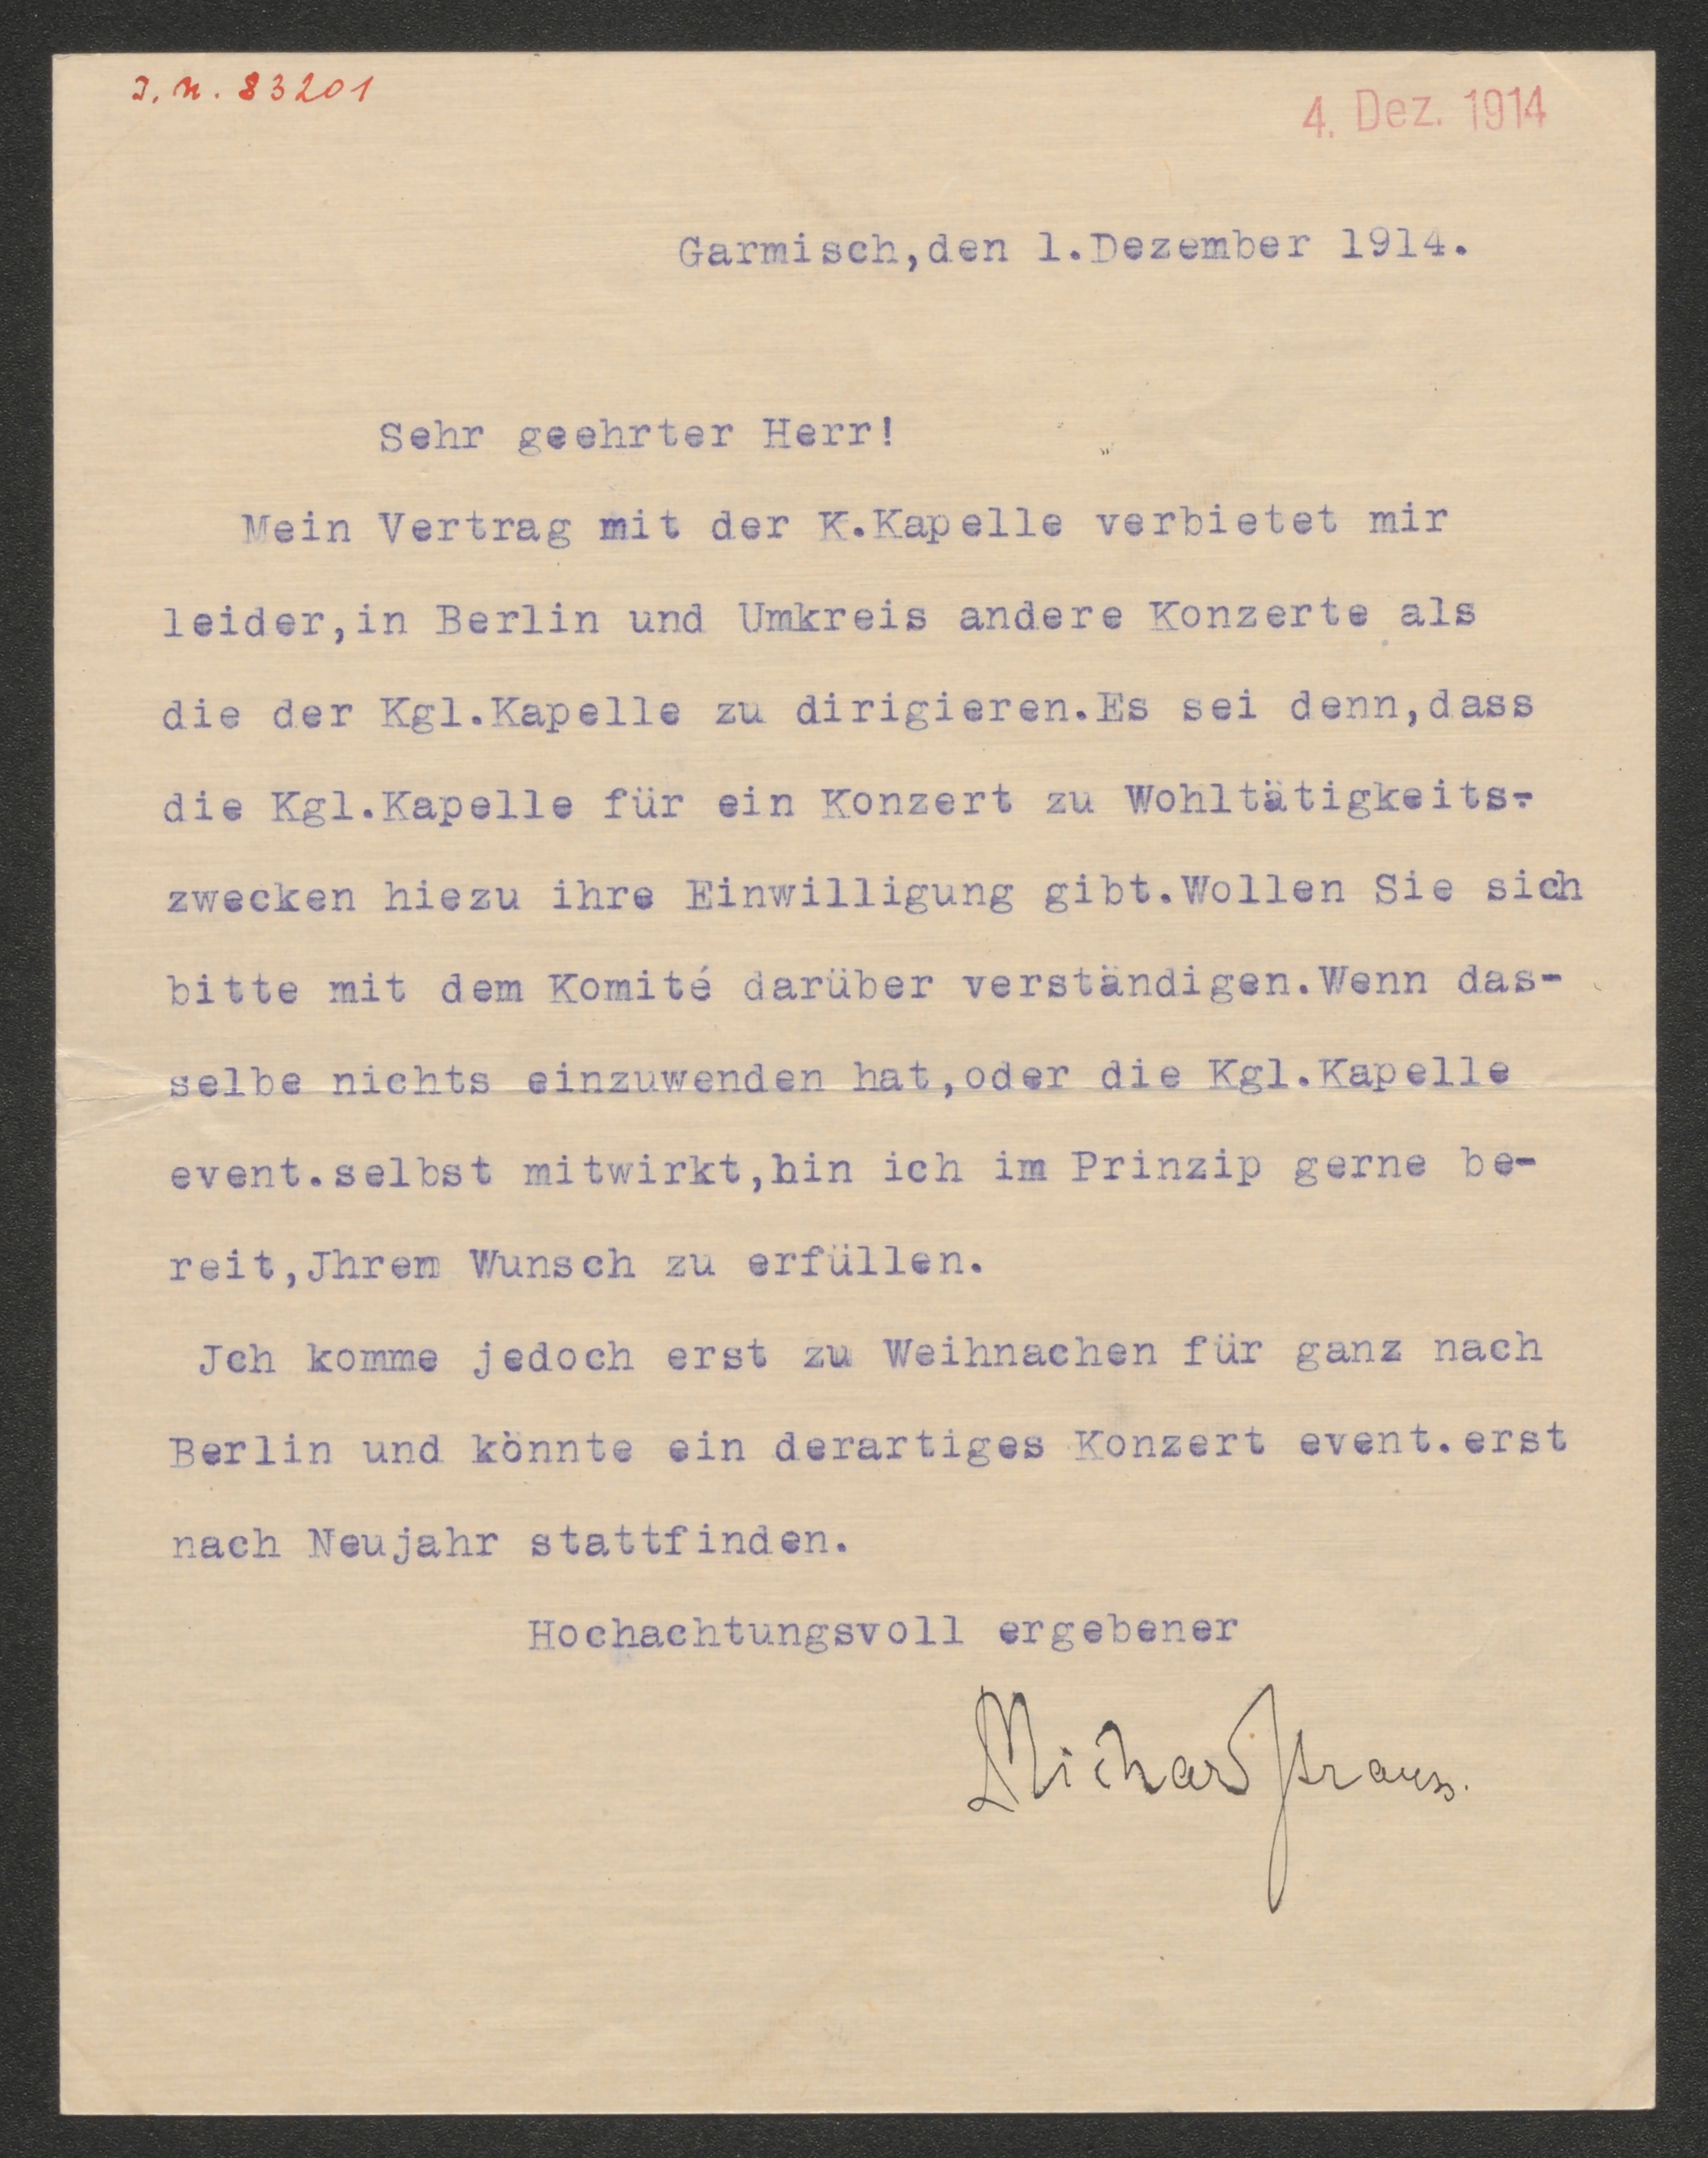 J. N. 83201
4. Dez. 1914
Garmisch,den 1.Dezember 1914.
Sehr geehrter Herr!
Mein Vertrag mit der K.Kapelle verbietet mir
leider,in Berlin und Umkreis andere Konzerte als
die der Kgl.Kapelle zu dirigieren.Es sei denn,dass
die Kgl.Kapelle für ein Konzert zu Wohltätigkeits-
zwecken hiezu ihre Einwilligung gibt.Wollen Sie sich
bitte mit dem Komité darüber verständigen.Wenn das-
selbe nichts einzuwenden hat,oder die Kgl.Kapelle
event.selbst mitwirkt,bin ich im Prinzip gerne be-
reit,Jhrem Wunsch zu erfüllen.
Jch komme jedoch erst zu Weihnachen für ganz nach
Berlin und könnte ein derartiges Konzert event.erst
nach Neujahr stattfinden.
Hochachtungsvoll ergebener
Richard Strauss.